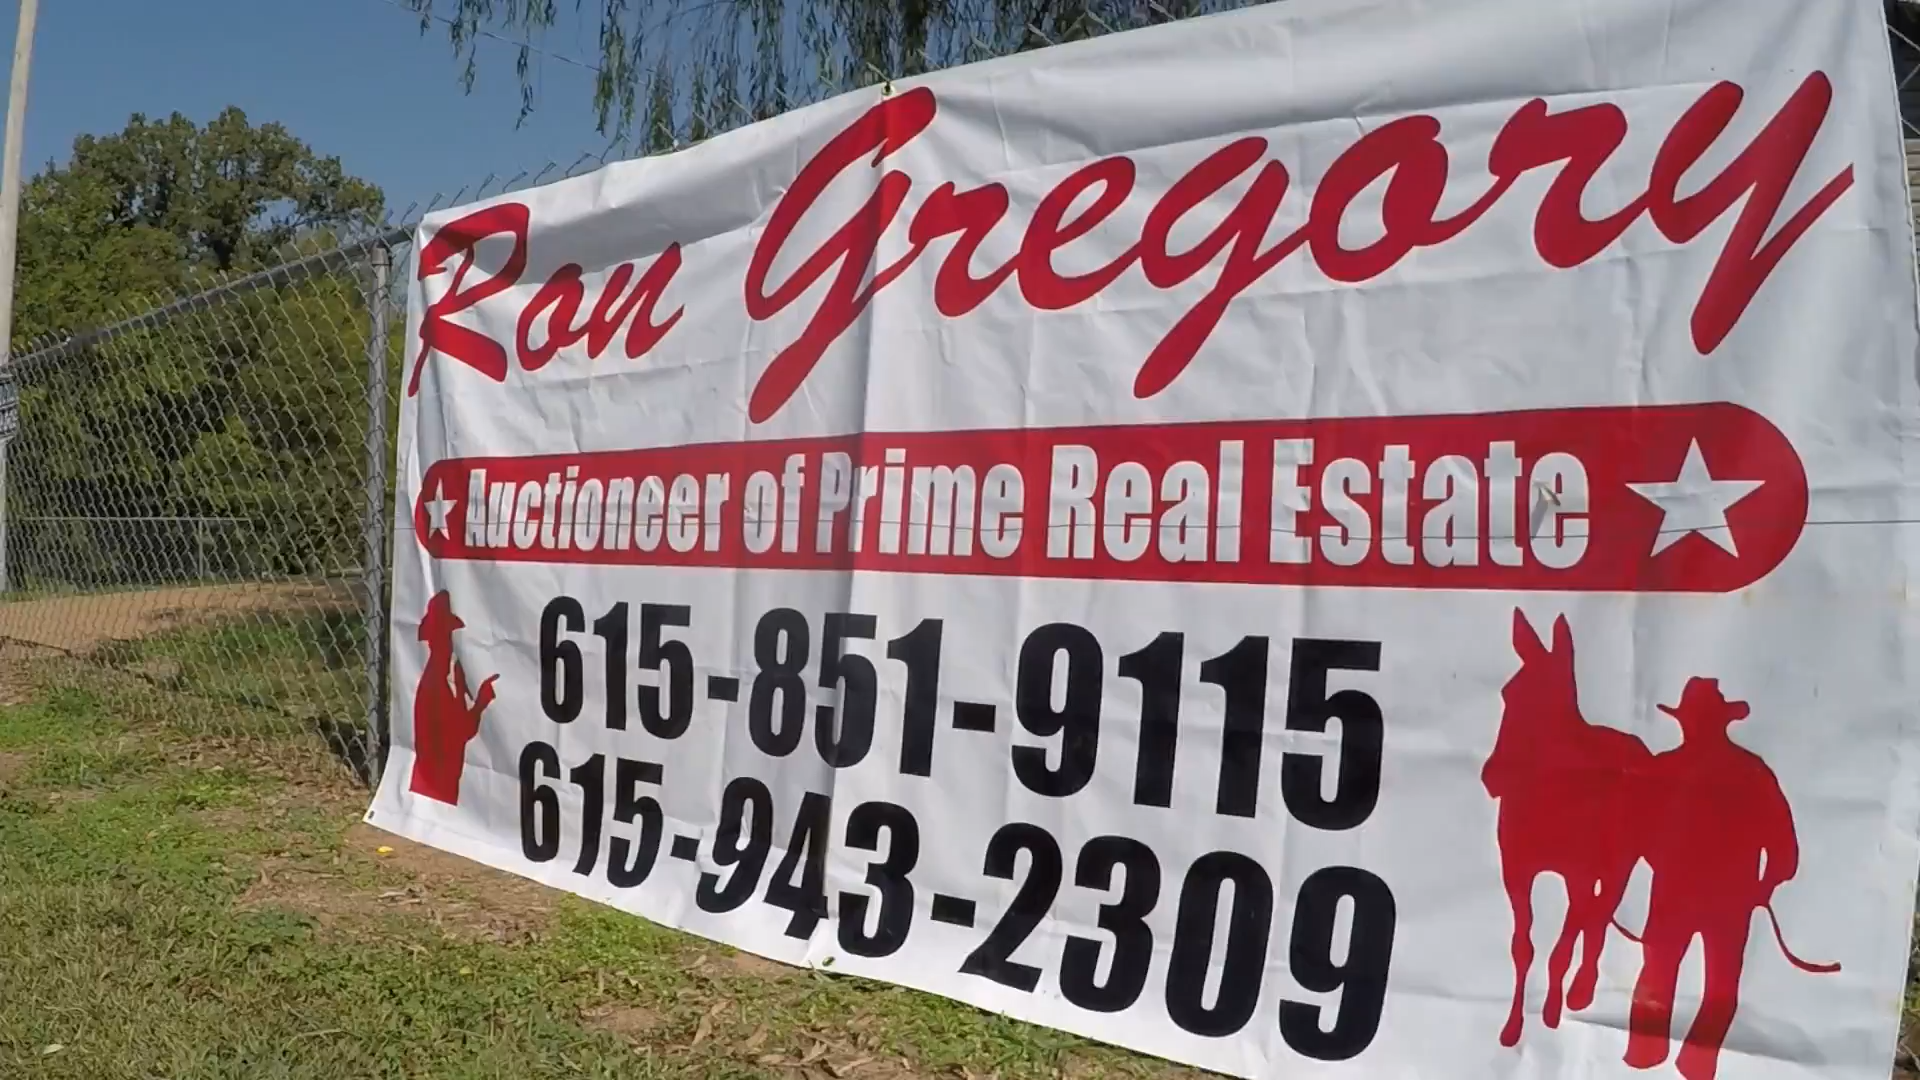 Ron Gregory
Auctioneer of Prime Real Estate
615-851-9115
615-943-2309